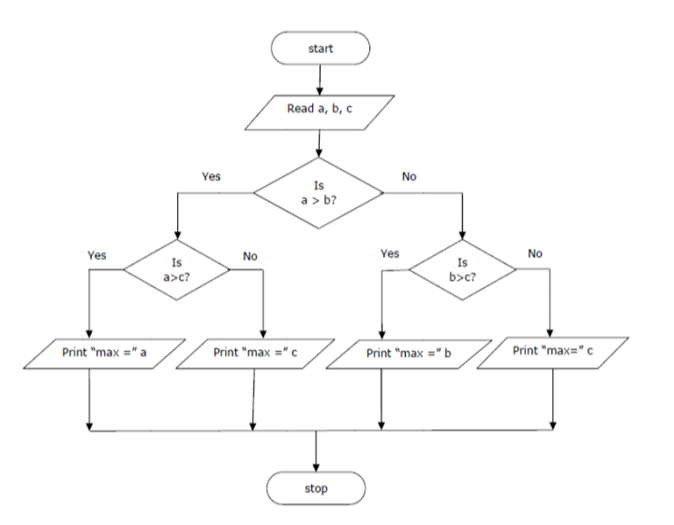 start
Read a, b, c
Yes
No
Is
a > b?
Yes
No
Yes
No
Is
a>c?
Is
b>c?
Print "max =" a
Print "max =" c
Print "max =" b
Print "max=" c
stop